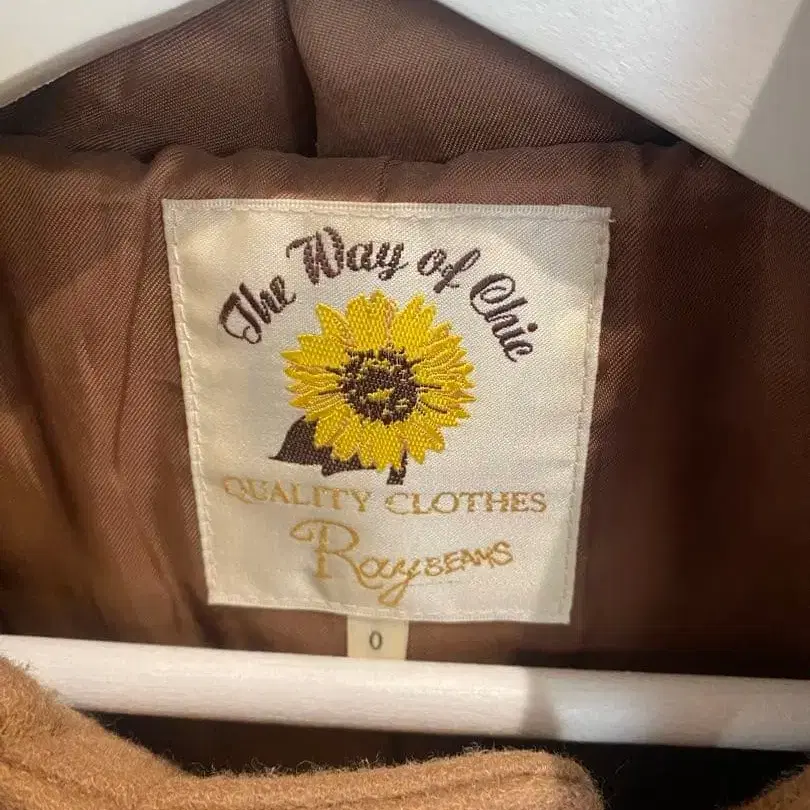 The Way of Chic
QUALITY CLOTHES
Ray BEAMS
0